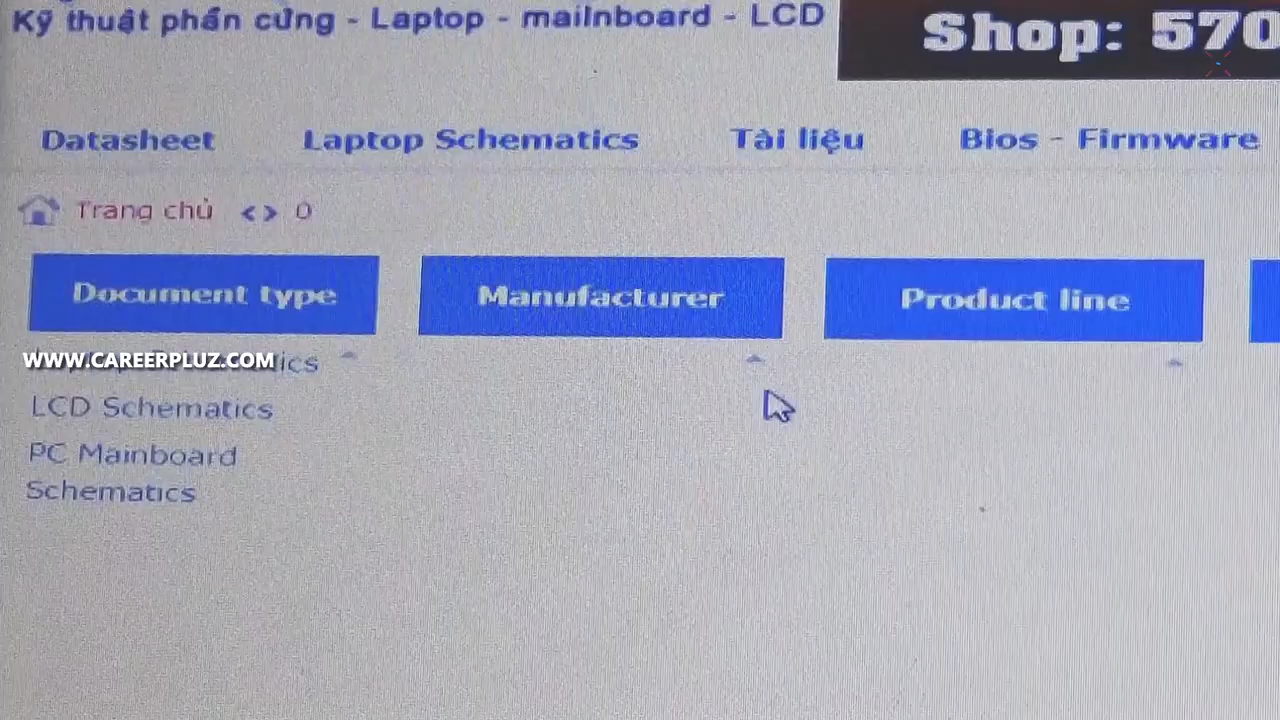 Kỹ thuật phần cứng - Laptop - mailnboard - LCD
Shop: 570
Datasheet Laptop Schematics Tài liệu Bios - Firmware
Trang chủ <> 0
Document type Manufacturer Product line
WWW.CAREERPLUZ.COM
LCD Schematics
PC Mainboard
Schematics